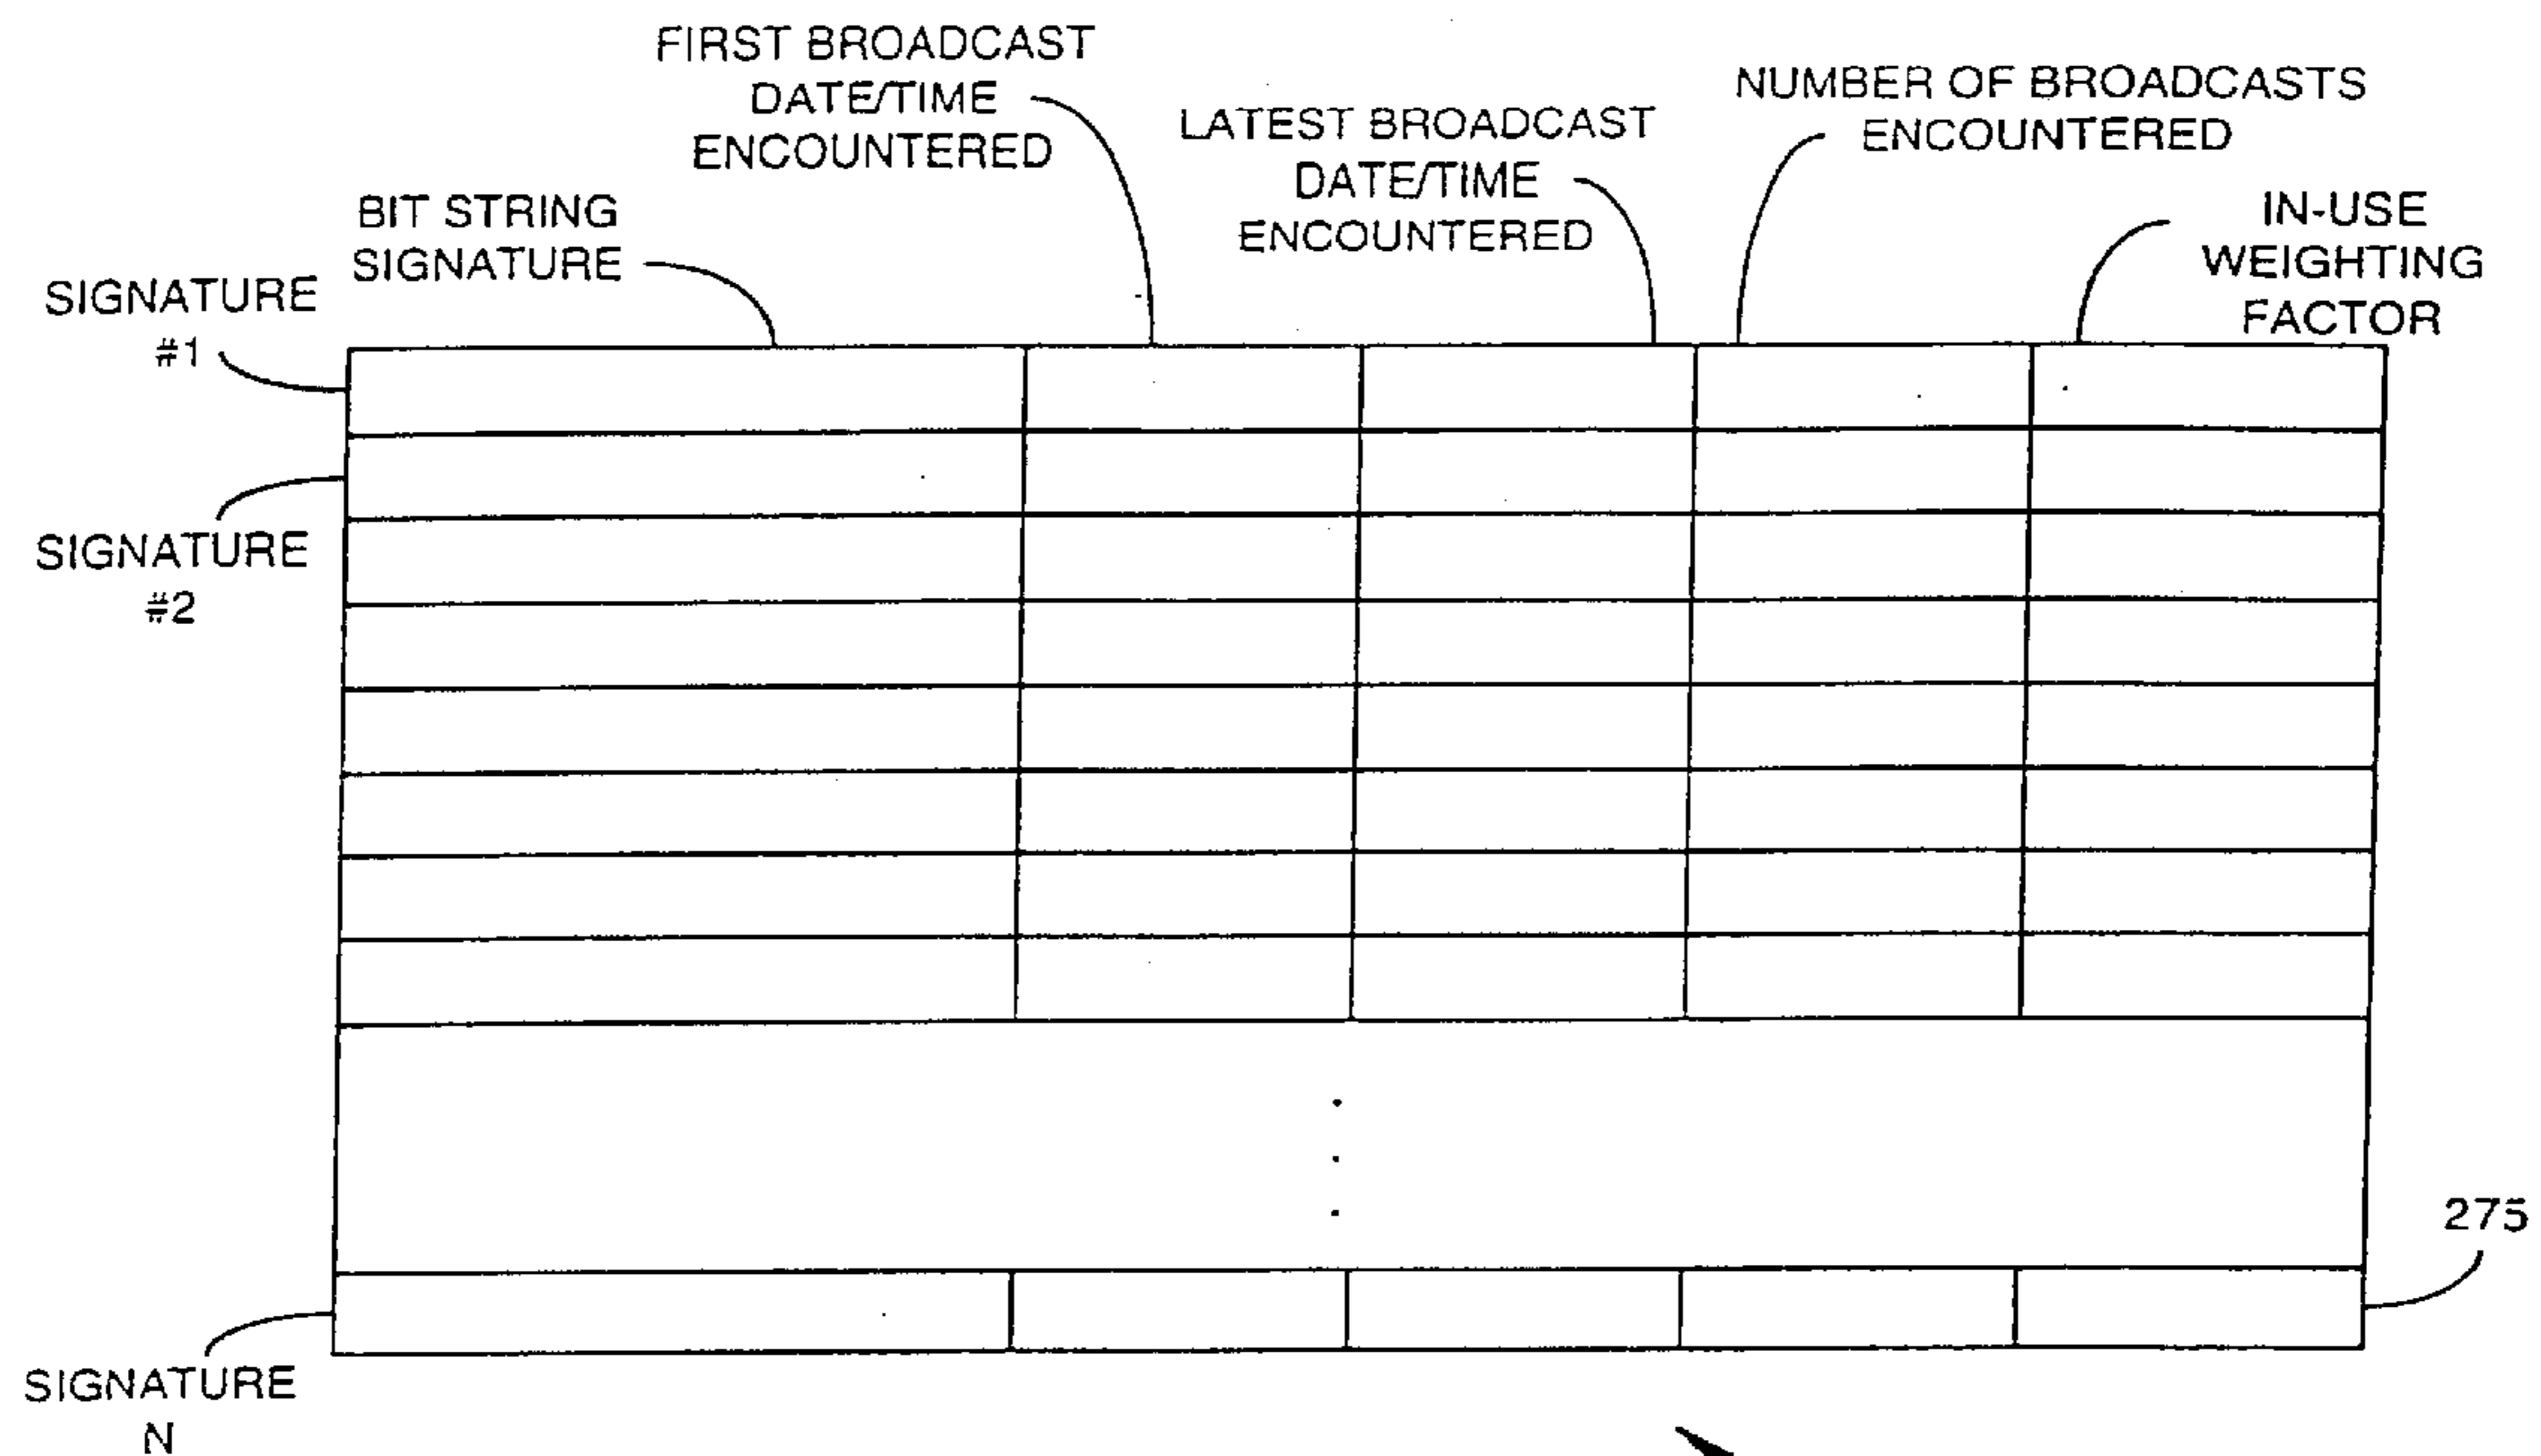 FIRST BROADCAST
DATE/TIME
ENCOUNTERED
LATEST BROADCAST
DATE/TIME
ENCOUNTERED
NUMBER OF BROADCASTS
ENCOUNTERED
BIT STRING
SIGNATURE
IN-USE
WEIGHTING
FACTOR
SIGNATURE
#1
SIGNATURE
#2
275
SIGNATURE
N